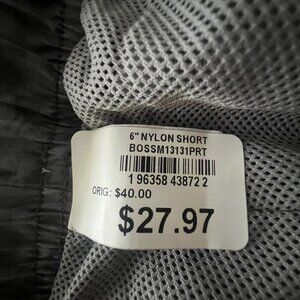 6" NYLON SHORT
BOSSM13131PRT
1 96358 43872 2
ORIG: $40.00
$27.97